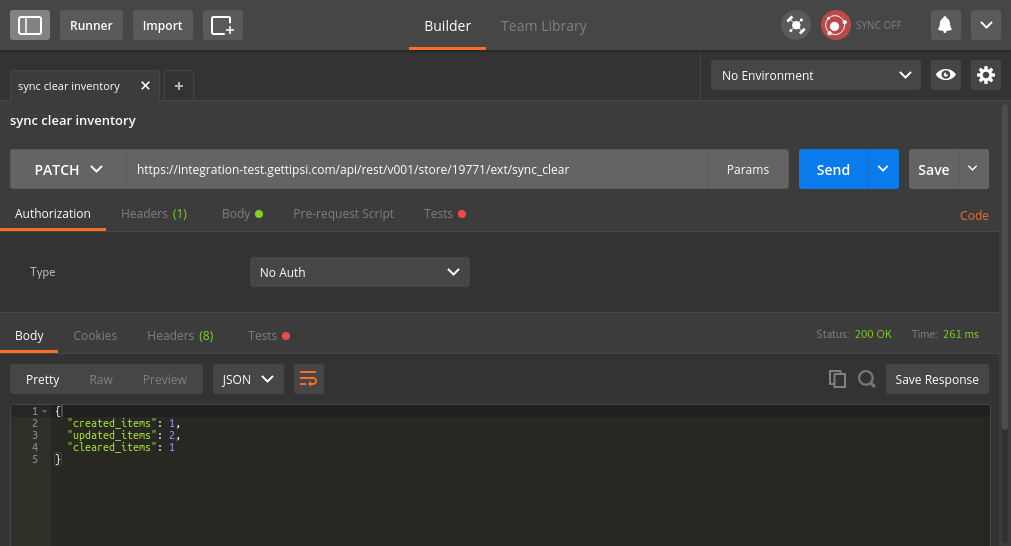 Runner Import Builder Team Library SYNC OFF
sync clear inventory No Environment
sync clear inventory
PATCH https://integration-test.gettipsi.com/api/rest/v001/store/19771/ext/sync_clear Params Send Save
Authorization Headers (1) Body Pre-request Script Tests Code
Type No Auth
Body Cookies Headers (8) Tests Status: 200 OK Time: 261 ms
Pretty Raw Preview JSON Save Response
1 {
2 "created_items": 1,
3 "updated_items": 2,
4 "cleared_items": 1
5 }